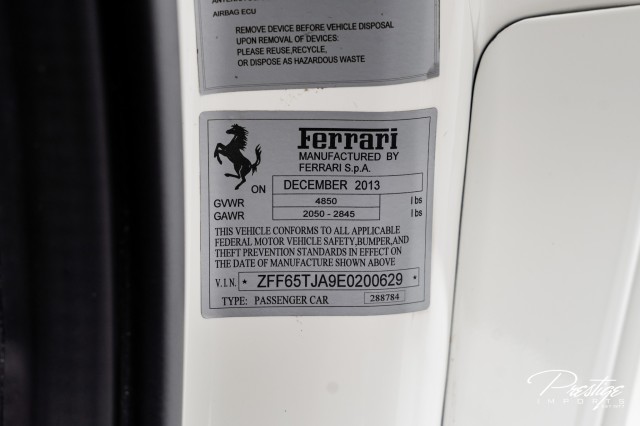 AIRBAG ECU
REMOVE DEVICE BEFORE VEHICLE DISPOSAL
UPON REMOVAL OF DEVICES:
PLEASE REUSE,RECYCLE,
OR DISPOSE AS HAZARDOUS WASTE
Ferrari
MANUFACTURED BY
FERRARI S.p.A.
ON DECEMBER 2013
GVWR 4850 lbs
GAWR 2050 - 2845 lbs
THIS VEHICLE CONFORMS TO ALL APPLICABLE
FEDERAL MOTOR VEHICLE SAFETY,BUMPER,AND
THEFT PREVENTION STANDARDS IN EFFECT ON
THE DATE OF MANUFACTURE SHOWN ABOVE
V.I.N. * ZFF65TJA9E0200629 *
TYPE: PASSENGER CAR 288784
Prestige
IMPORTS